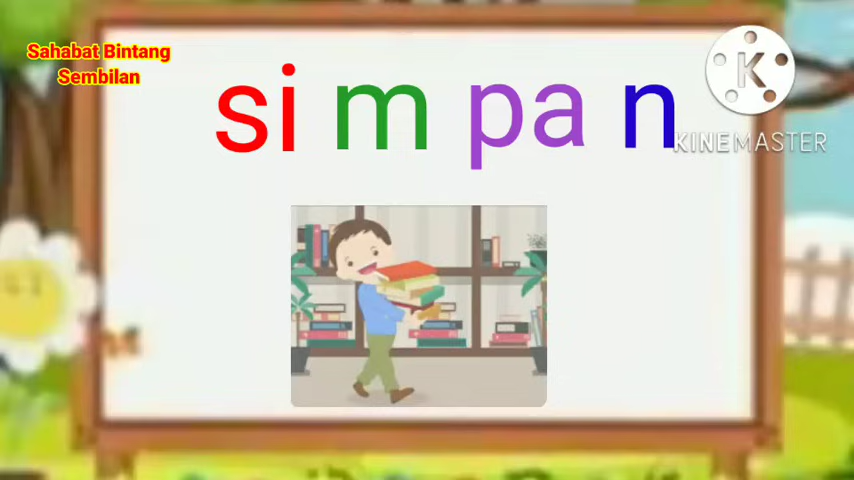 Sahabat Bintang
Sembilan
si m pa n
K
KINEMASTER